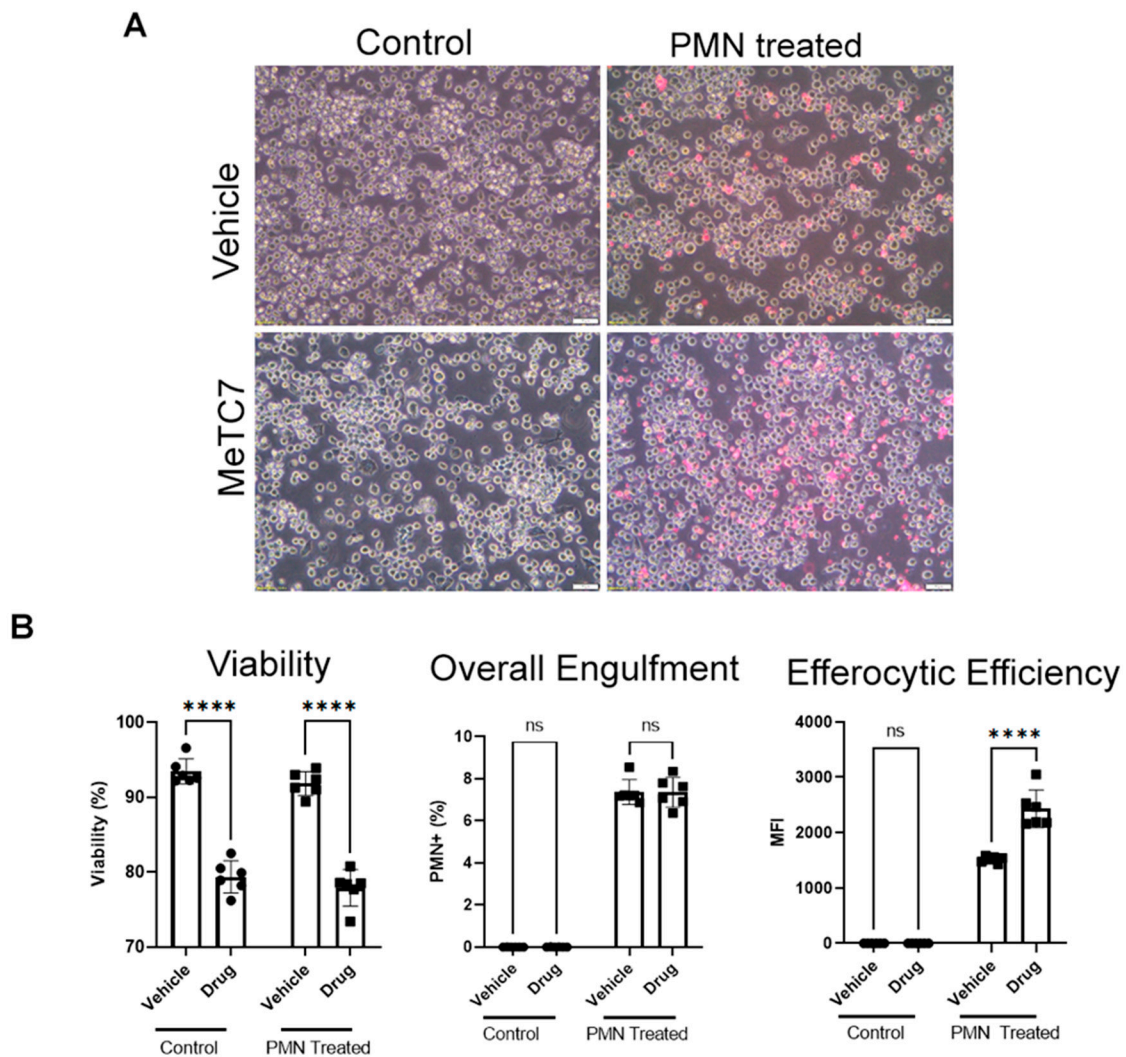 A
Control
PMN treated
Vehicle
MeTC7
B
Viability
Overall Engulfment
Efferocytic Efficiency
****
****
Viability (%)
100
90
80
70
Vehicle
Drug
Vehicle
Drug
Control
PMN Treated
ns
ns
PMN+ (%)
10
8
6
4
2
0
Vehicle
Drug
Vehicle
Drug
Control
PMN Treated
ns
****
MFI
4000
3000
2000
1000
0
Vehicle
Drug
Vehicle
Drug
Control
PMN Treated